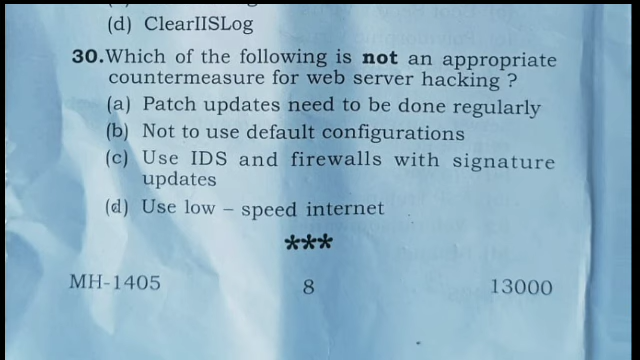 (d) ClearIISLog
30. Which of the following is not an appropriate
countermeasure for web server hacking ?
(a) Patch updates need to be done regularly
(b) Not to use default configurations
(c) Use IDS and firewalls with signature
updates
(d) Use low – speed internet
***
MH-1405 8 13000